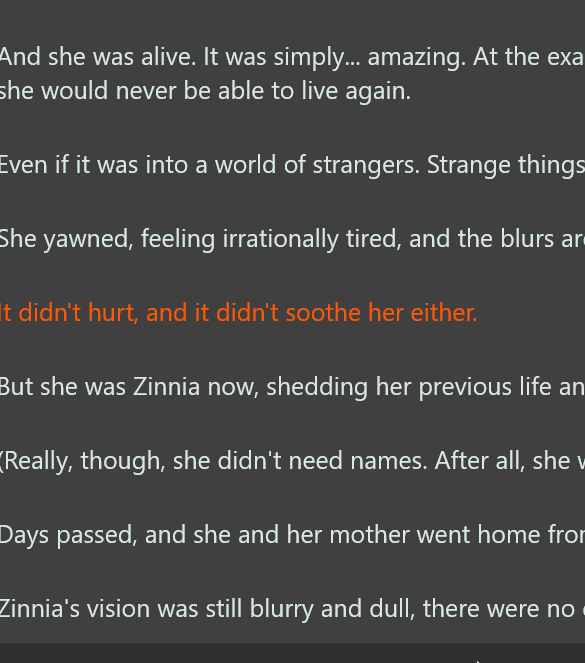 And she was alive. It was simply... amazing. At the
she would never be able to live again.
Even if it was into a world of strangers. Strange things
She yawned, feeling irrationally tired, and the blurs
It didn't hurt, and it didn't soothe her either.
But she was Zinnia now, shedding her previous life
(Really, though, she didn't need names. After all, she
Days passed, and she and her mother went home
Zinnia's vision was still blurry and dull, there were no